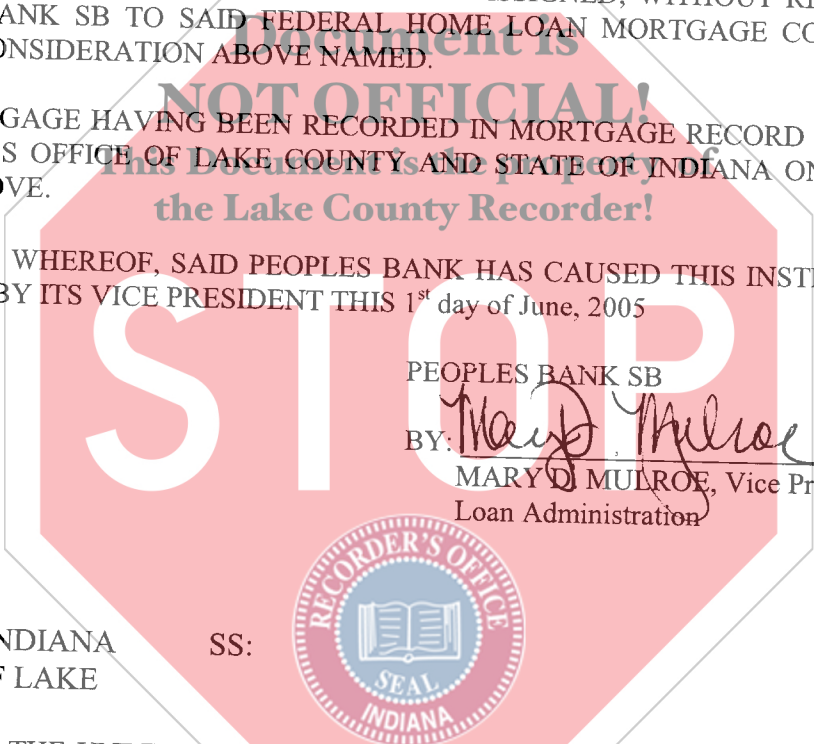 SIGNED, WITHOUT
ANK SB TO SAID FEDERAL HOME LOAN MORTGAGE CO
ONSIDERATION ABOVE NAMED.
Document is
NOT OFFICIAL!
GAGE HAVING BEEN RECORDED IN MORTGAGE RECORD
S OFFICE OF LAKE COUNTY AND STATE OF INDIANA ON
This Document is the property of
OVE.
the Lake County Recorder!
WHEREOF, SAID PEOPLES BANK HAS CAUSED THIS INST
BY ITS VICE PRESIDENT THIS 1st day of June, 2005
STOP
PEOPLES BANK SB
BY: Mary D. Mulroe
MARY D. MULROE, Vice Pr
Loan Administration
RECORDER'S OFFICE
SEAL
INDIANA
NDIANA SS:
F LAKE